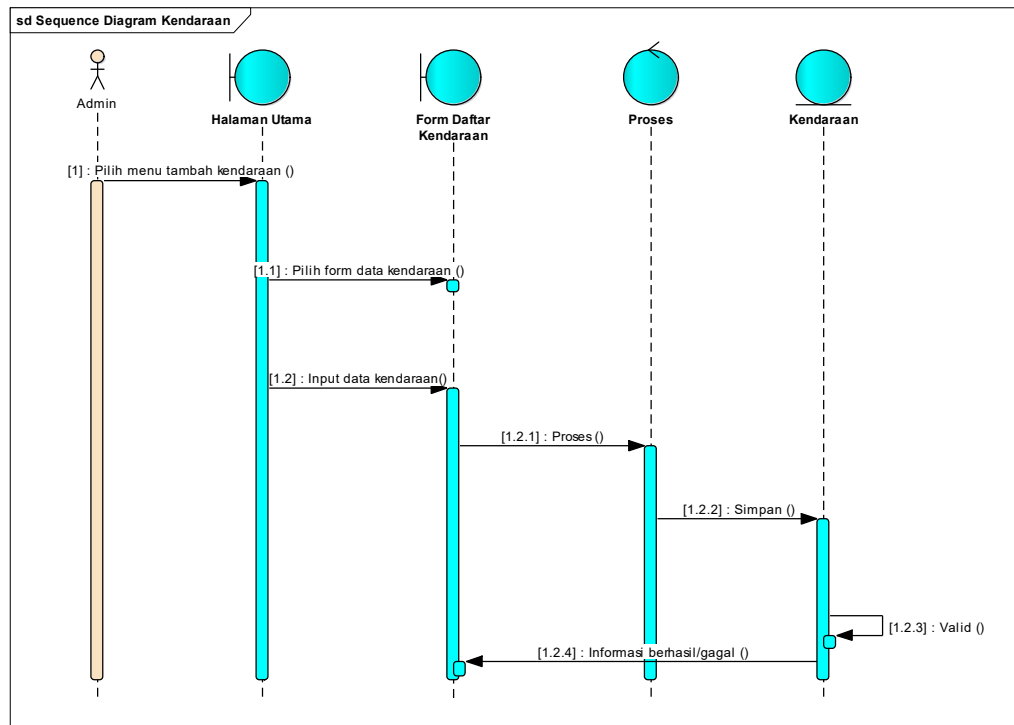 sd Sequence Diagram Kendaraan
Admin
Halaman Utama
Form Daftar
Kendaraan
Proses
Kendaraan
[1] : Pilih menu tambah kendaraan ()
[1.1] : Pilih form data kendaraan ()
[1.2] : Input data kendaraan()
[1.2.1] : Proses ()
[1.2.2] : Simpan ()
[1.2.3] : Valid ()
[1.2.4] : Informasi berhasil/gagal ()